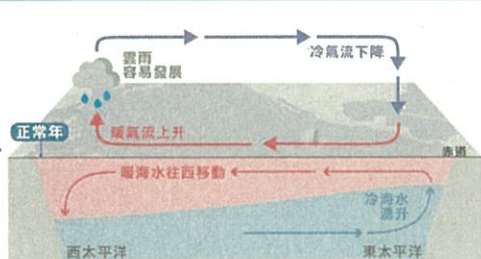 雲雨
容易發展
冷氣流下降
正常年
暖氣流上升
赤道
暖海水往西移動
冷海水
湧升
西太平洋
東太平洋